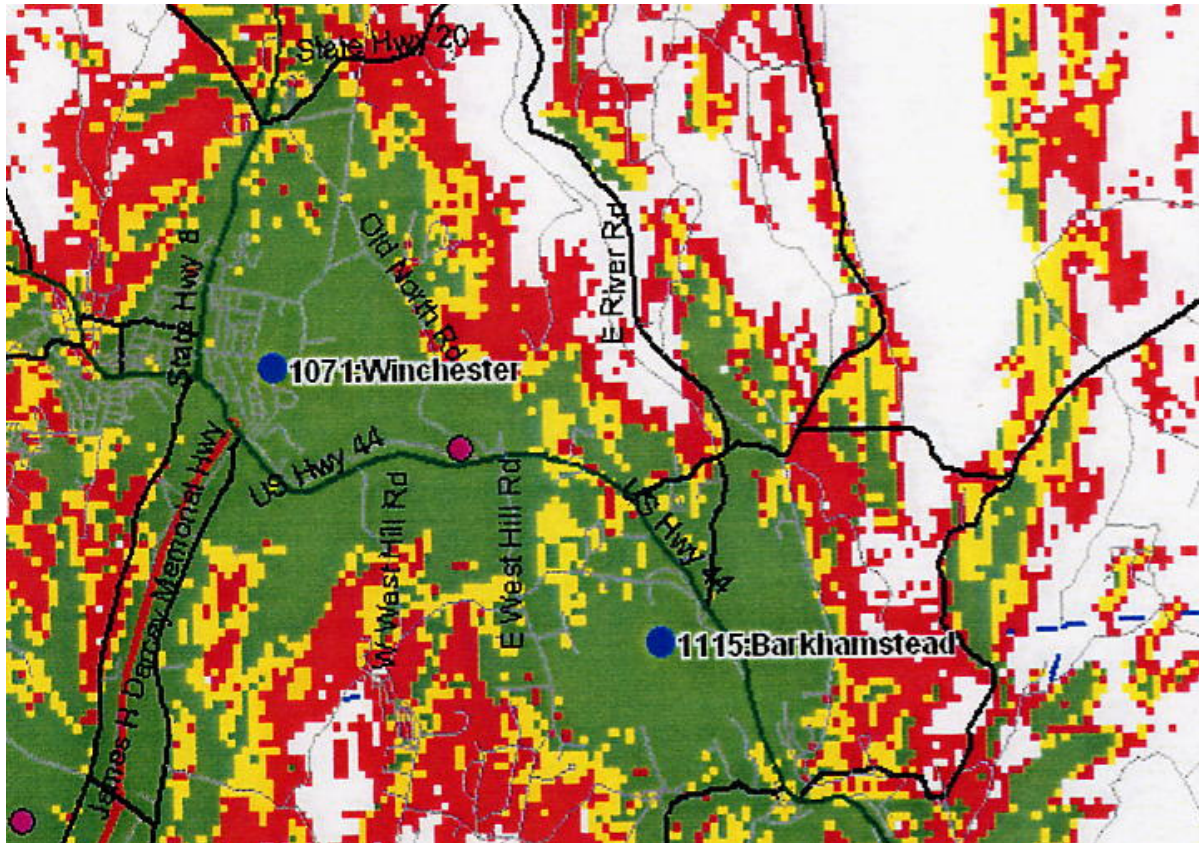 State Hwy 20
State Hwy 8
Old North Rd
E River Rd
1071:Winchester
US Hwy 44
James H Darcey Memorial Hwy
W West Hill Rd
E West Hill Rd
US Hwy 44
1115:Barkhamstead